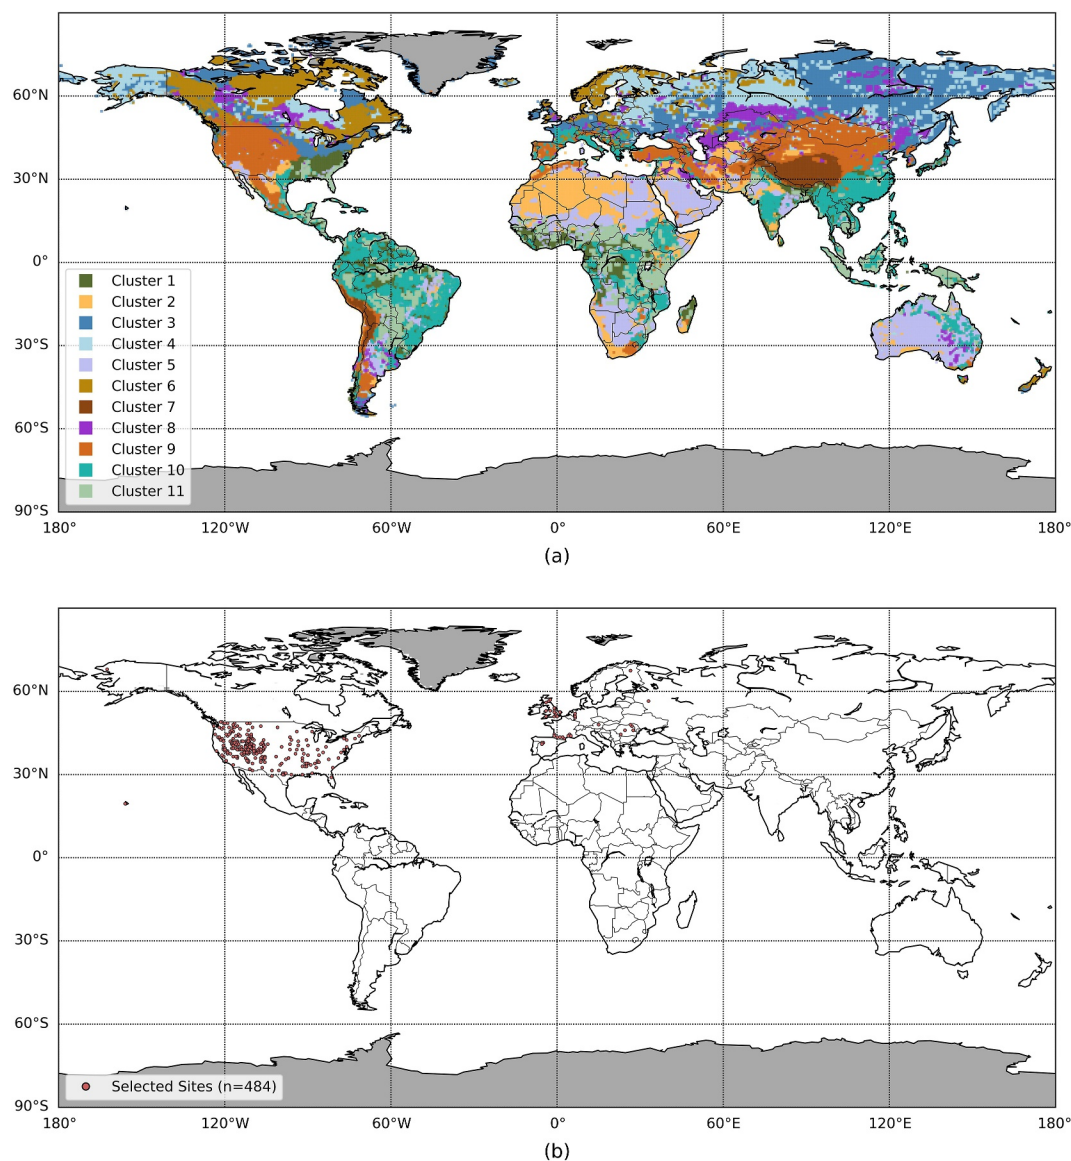 60°N
30°N
0°
30°S
60°S
90°S
Cluster 1
Cluster 2
Cluster 3
Cluster 4
Cluster 5
Cluster 6
Cluster 7
Cluster 8
Cluster 9
Cluster 10
Cluster 11
180° 120°W 60°W 0° 60°E 120°E 180°
(a)
60°N
30°N
0°
30°S
60°S
90°S
Selected Sites (n=484)
180° 120°W 60°W 0° 60°E 120°E 180°
(b)